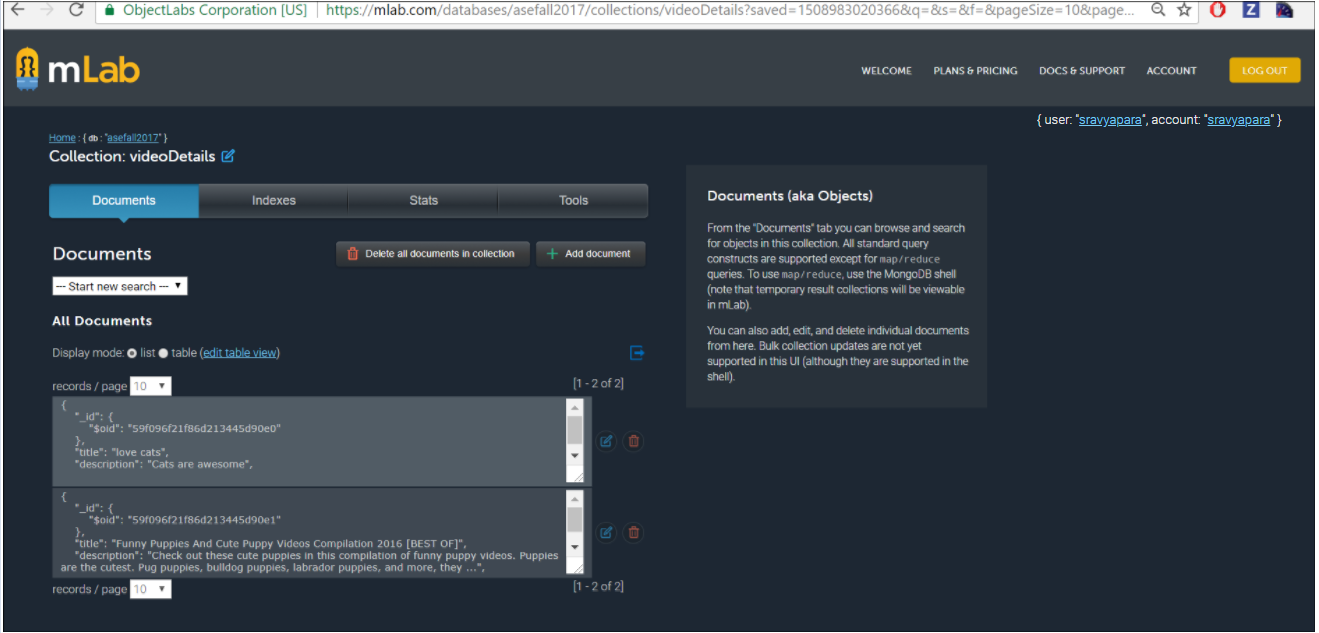 ObjectLabs Corporation [US] https://mlab.com/databases/asefall2017/collections/videoDetails?saved=1508983020366&q=&s=&f=&pageSize=10&page...
Z
mLab
WELCOME PLANS & PRICING DOCS & SUPPORT ACCOUNT LOG OUT
{ user: "sravyapara", account: "sravyapara" }
Home : { db : "asefall2017" }
Collection: videoDetails
Documents Indexes Stats Tools
Documents
Delete all documents in collection
Add document
-- Start new search --
All Documents
Display mode: list table (edit table view)
records / page 10 [1 - 2 of 2]
{
"_id": {
"$oid": "59f096f21f86d213445d90e0"
},
"title": "love cats",
"description": "Cats are awesome",
{
"_id": {
"$oid": "59f096f21f86d213445d90e1"
},
"title": "Funny Puppies And Cute Puppy Videos Compilation 2016 [BEST OF]",
"description": "Check out these cute puppies in this compilation of funny puppy videos. Puppies
are the cutest. Pug puppies, bulldog puppies, labrador puppies, and more, they ...",
records / page 10 [1 - 2 of 2]
Documents (aka Objects)
From the "Documents" tab you can browse and search
for objects in this collection. All standard query
constructs are supported except for map/reduce
queries. To use map/reduce, use the MongoDB shell
(note that temporary result collections will be viewable
in mLab).
You can also add, edit, and delete individual documents
from here. Bulk collection updates are not yet
supported in this UI (although they are supported in the
shell).